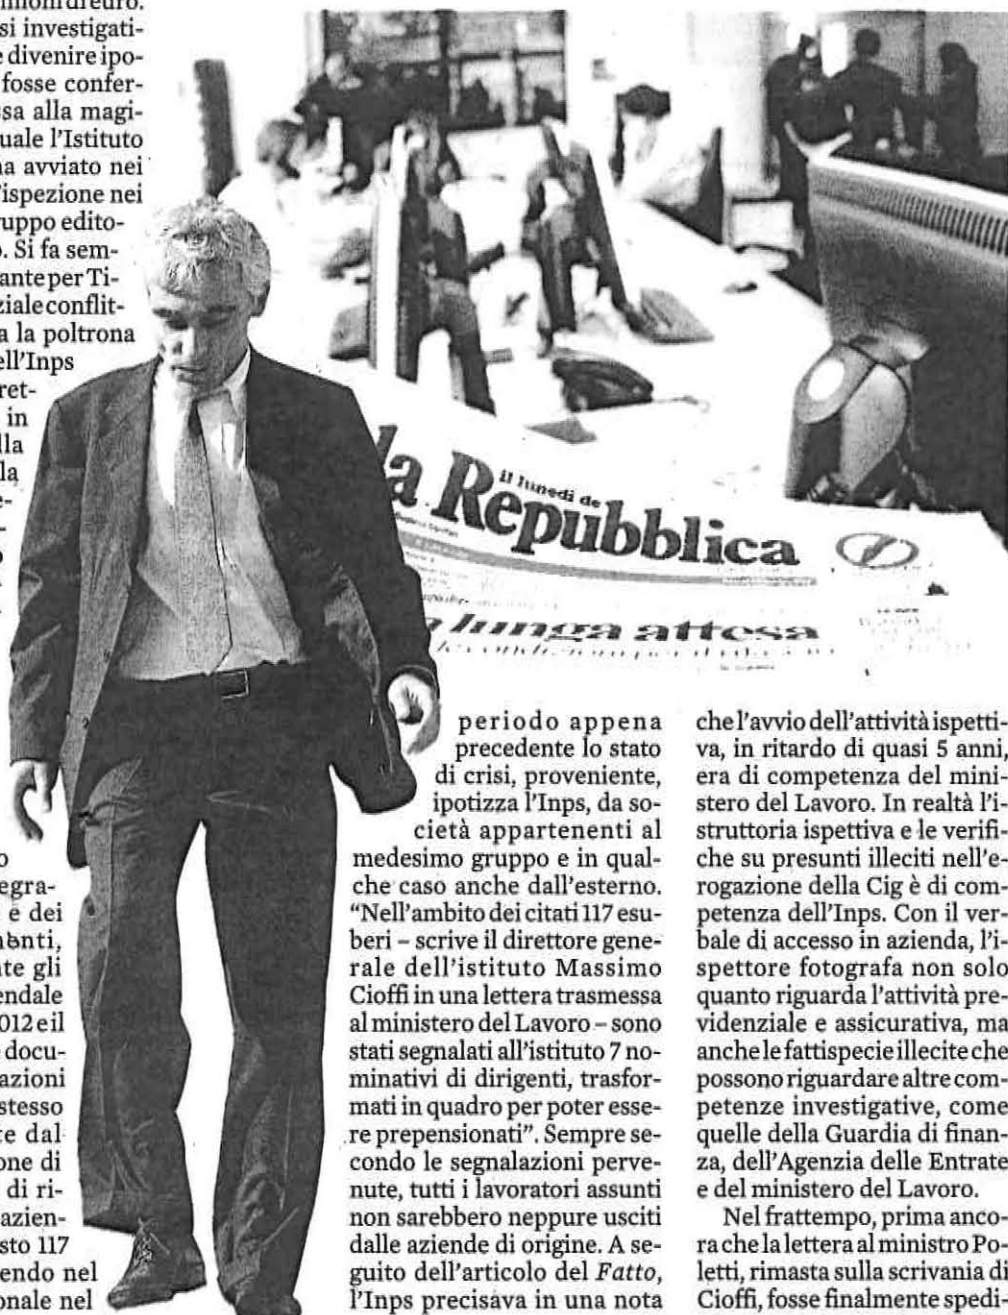 si investigati-
e divenire ipo-
fosse confer-
ssa alla magi-
uale l'Istituto
na avviato nei
'ispezione nei
ruppo edito-
o. Si fa sem-
ante per Ti-
ziale conflit-
a la poltrona
ell'Inps
ret-
in
lla
la
e-
-
o
o
egra-
e dei
nenti,
te gli
endale
012 e il
docu-
azioni
stesso
te dal
one di
di ri-
azien-
sto 117
endo nel
onale nel
la Repubblica
il lunedì de
a lunga attesa
periodo appena
precedente lo stato
di crisi, proveniente,
ipotizza l'Inps, da so-
cietà appartenenti al
medesimo gruppo e in qual-
che caso anche dall'esterno.
“Nell'ambito dei citati 117 esu-
beri – scrive il direttore gene-
rale dell'istituto Massimo
Cioffi in una lettera trasmessa
al ministero del Lavoro – sono
stati segnalati all'istituto 7 no-
minativi di dirigenti, trasfor-
mati in quadro per poter esse-
re prepensionati”. Sempre se-
condo le segnalazioni perve-
nute, tutti i lavoratori assunti
non sarebbero neppure usciti
dalle aziende di origine. A se-
guito dell'articolo del Fatto,
l'Inps precisava in una nota
che l'avvio dell'attività ispetti-
va, in ritardo di quasi 5 anni,
era di competenza del mini-
stero del Lavoro. In realtà l'i-
struttoria ispettiva e le verifi-
che su presunti illeciti nell'e-
rogazione della Cig è di com-
petenza dell'Inps. Con il ver-
bale di accesso in azienda, l'i-
spettore fotografa non solo
quanto riguarda l'attività pre-
videnziale e assicurativa, ma
anche le fattispecie illecite che
possono riguardare altre com-
petenze investigative, come
quelle della Guardia di finan-
za, dell'Agenzia delle Entrate
e del ministero del Lavoro.
Nel frattempo, prima anco-
ra che la lettera al ministro Po-
letti, rimasta sulla scrivania di
Cioffi, fosse finalmente spedi-